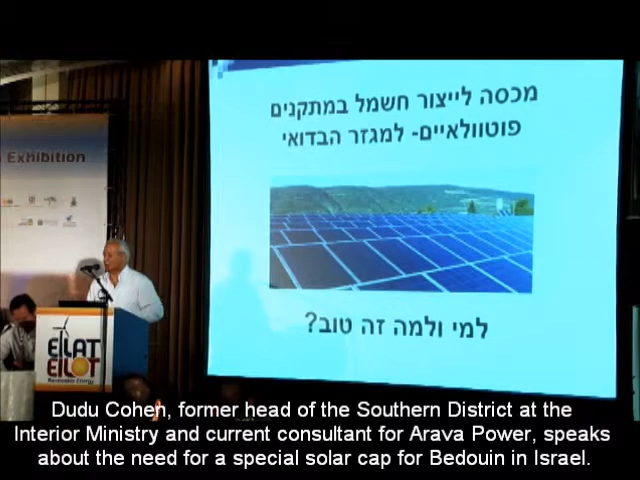 Exhibition
מכסה לייצור חשמל במתקנים
פוטוולאיים- למגזר הבדואי
למי ולמה זה טוב?
EILAT
EILOT
Renewable Energy
Dudu Cohen, former head of the Southern District at the
Interior Ministry and current consultant for Arava Power, speaks
about the need for a special solar cap for Bedouin in Israel.